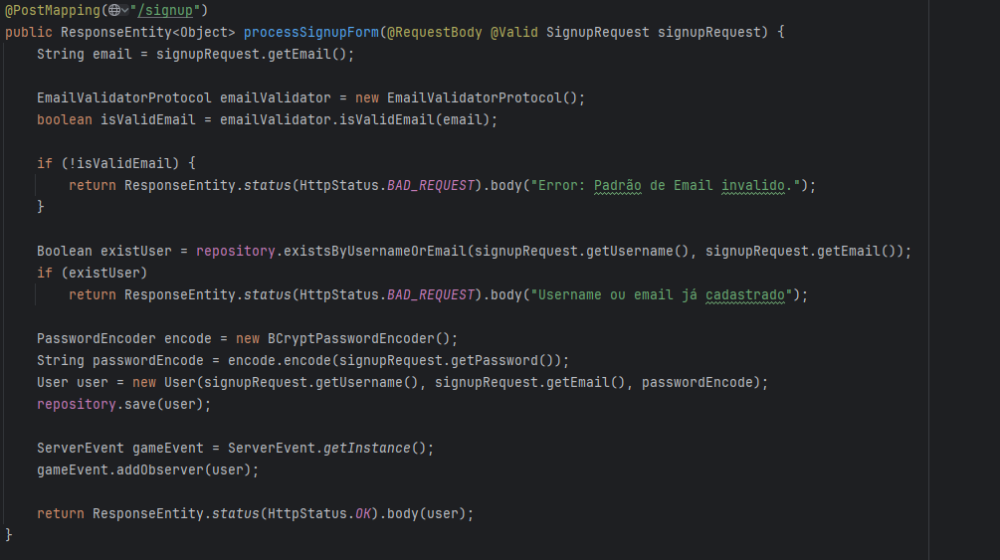 @PostMapping("/signup")
public ResponseEntity<Object> processSignupForm(@RequestBody @Valid SignupRequest signupRequest) {
    String email = signupRequest.getEmail();

    EmailValidatorProtocol emailValidator = new EmailValidatorProtocol();
    boolean isValidEmail = emailValidator.isValidEmail(email);

    if (!isValidEmail) {
        return ResponseEntity.status(HttpStatus.BAD_REQUEST).body("Error: Padrão de Email invalido.");
    }

    Boolean existUser = repository.existsByUsernameOrEmail(signupRequest.getUsername(), signupRequest.getEmail());
    if (existUser)
        return ResponseEntity.status(HttpStatus.BAD_REQUEST).body("Username ou email já cadastrado");

    PasswordEncoder encode = new BCryptPasswordEncoder();
    String passwordEncode = encode.encode(signupRequest.getPassword());
    User user = new User(signupRequest.getUsername(), signupRequest.getEmail(), passwordEncode);
    repository.save(user);

    ServerEvent gameEvent = ServerEvent.getInstance();
    gameEvent.addObserver(user);

    return ResponseEntity.status(HttpStatus.OK).body(user);
}